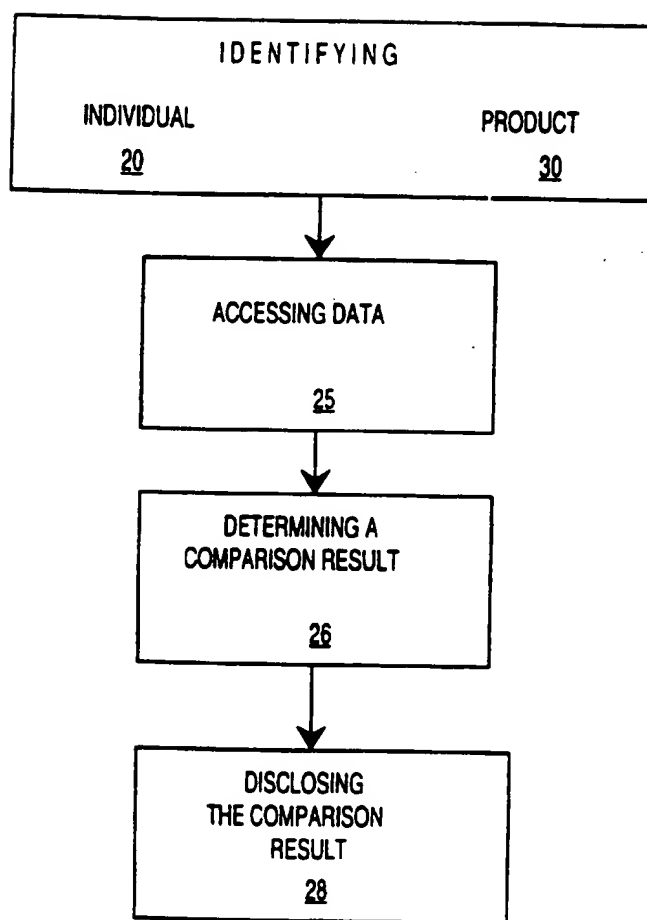 IDENTIFYING
INDIVIDUAL PRODUCT
20 30
ACCESSING DATA
25
DETERMINING A
COMPARISON RESULT
26
DISCLOSING
THE COMPARISON
RESULT
28